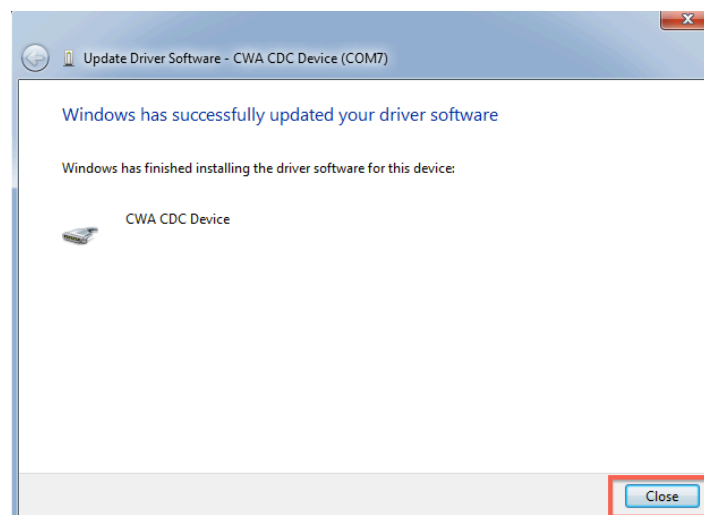 Update Driver Software - CWA CDC Device (COM7)
Windows has successfully updated your driver software
Windows has finished installing the driver software for this device:
CWA CDC Device
Close